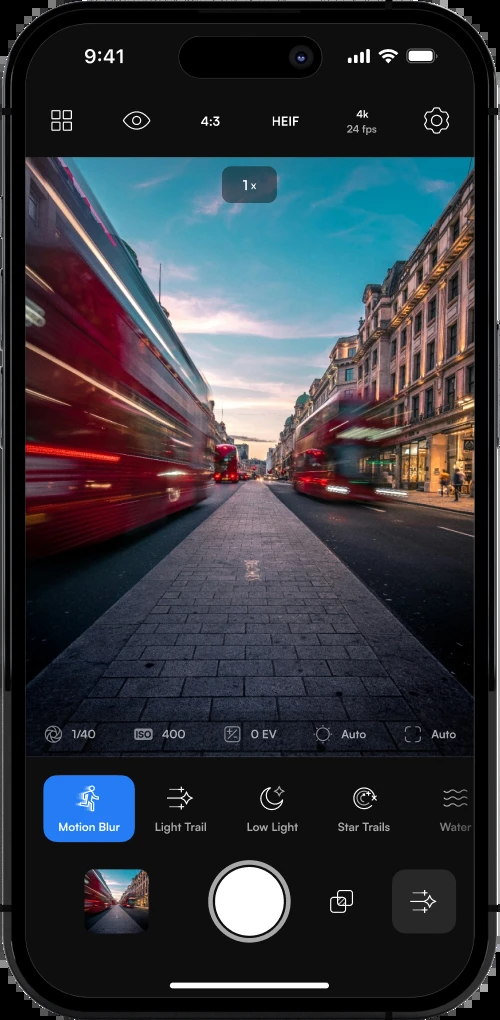 9:41
4:3
HEIF
4k
24 fps
1x
1/40
ISO
400
0 EV
Auto
Auto
Motion Blur
Light Trail
Low Light
Star Trails
Water